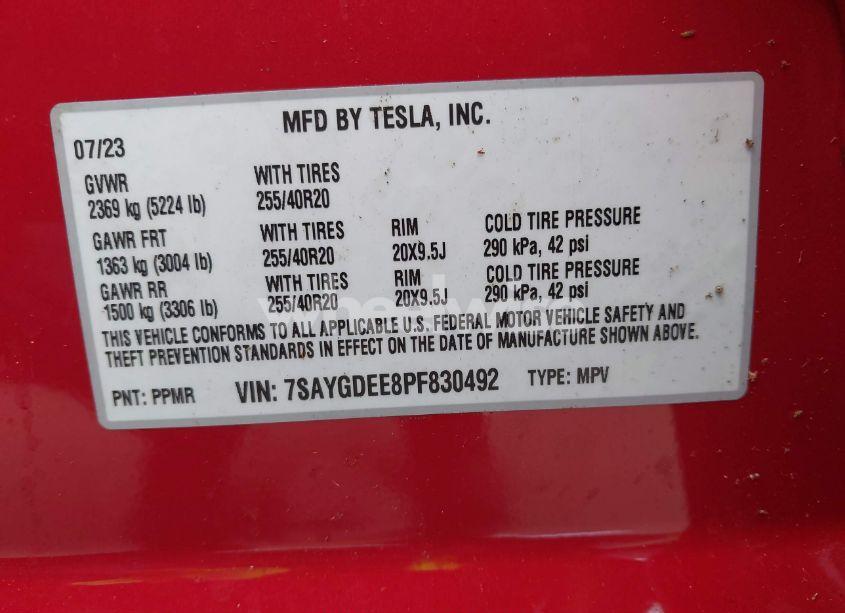 MFD BY TESLA, INC.
07/23
GVWR WITH TIRES
2369 kg (5224 lb) 255/40R20
GAWR FRT WITH TIRES RIM COLD TIRE PRESSURE
1363 kg (3004 lb) 255/40R20 20X9.5J 290 kPa, 42 psi
GAWR RR WITH TIRES RIM COLD TIRE PRESSURE
1500 kg (3306 lb) 255/40R20 20X9.5J 290 kPa, 42 psi
THIS VEHICLE CONFORMS TO ALL APPLICABLE U.S. FEDERAL MOTOR VEHICLE SAFETY AND
THEFT PREVENTION STANDARDS IN EFFECT ON THE DATE OF MANUFACTURE SHOWN ABOVE.
PNT: PPMR VIN: 7SAYGDEE8PF830492 TYPE: MPV